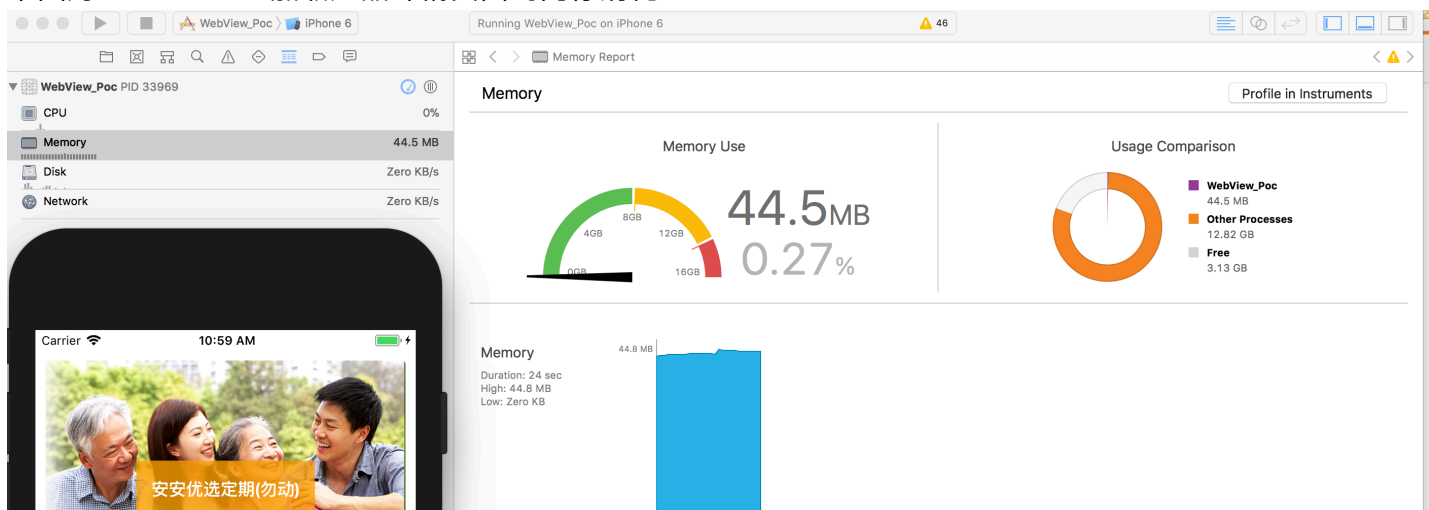 WebView_Poc
iPhone 6
Running WebView_Poc on iPhone 6
46
Memory Report
WebView_Poc PID 33969
CPU
0%
Memory
44.5 MB
Disk
Zero KB/s
Network
Zero KB/s
Memory
Profile in Instruments
Memory Use
0GB
4GB
8GB
12GB
16GB
44.5MB
0.27%
Usage Comparison
WebView_Poc
44.5 MB
Other Processes
12.82 GB
Free
3.13 GB
Memory
Duration: 24 sec
High: 44.8 MB
Low: Zero KB
44.8 MB
Carrier
10:59 AM
安安优选定期(勿动)